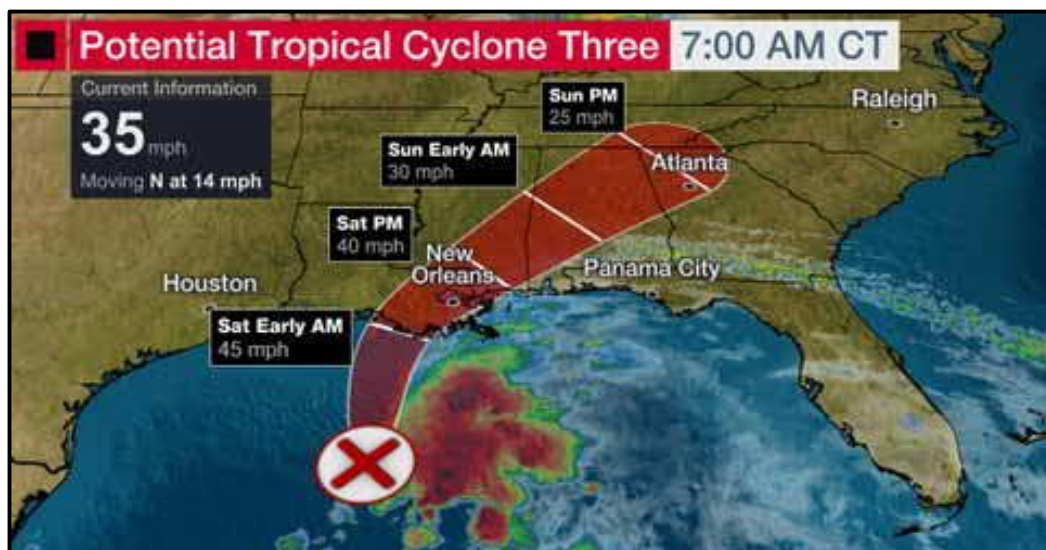 Potential Tropical Cyclone Three 7:00 AM CT
Current Information
35 mph
Moving N at 14 mph
Sun PM
25 mph
Raleigh
Sun Early AM
30 mph
Atlanta
Sat PM
40 mph
New
Orleans
Panama City
Houston
Sat Early AM
45 mph